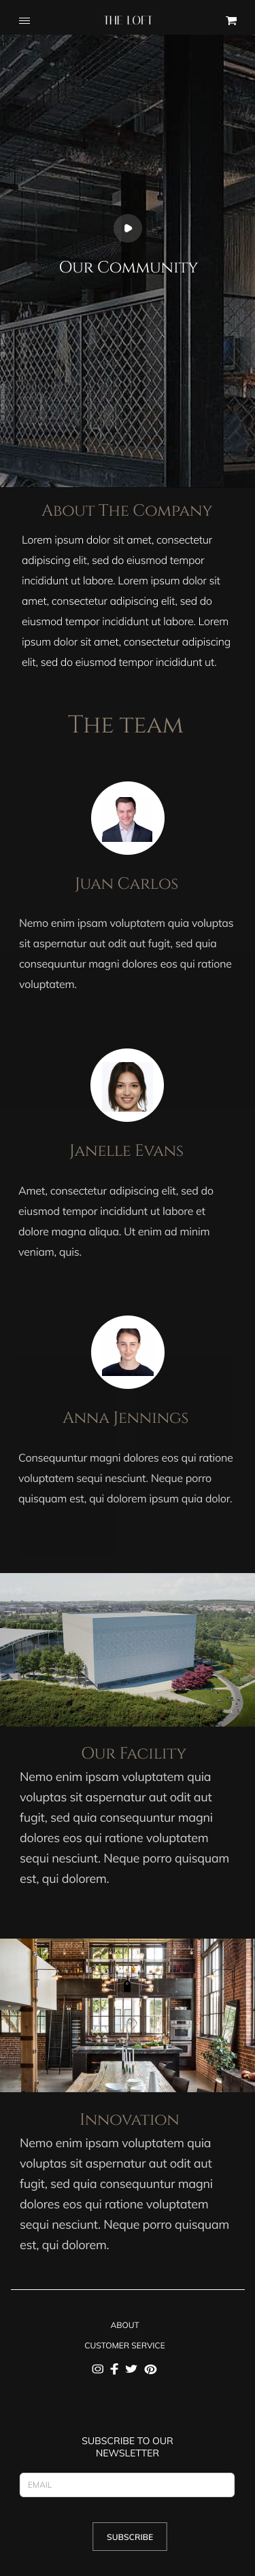 THE LOFT
OUR COMMUNITY
ABOUT THE COMPANY
Lorem ipsum dolor sit amet, consectetur
adipiscing elit, sed do eiusmod tempor
incididunt ut labore. Lorem ipsum dolor sit
amet, consectetur adipiscing elit, sed do
eiusmod tempor incididunt ut labore. Lorem
ipsum dolor sit amet, consectetur adipiscing
elit, sed do eiusmod tempor incididunt ut.
THE TEAM
JUAN CARLOS
Nemo enim ipsam voluptatem quia voluptas
sit aspernatur aut odit aut fugit, sed quia
consequuntur magni dolores eos qui ratione
voluptatem.
JANELLE EVANS
Amet, consectetur adipiscing elit, sed do
eiusmod tempor incididunt ut labore et
dolore magna aliqua. Ut enim ad minim
veniam, quis.
ANNA JENNINGS
Consequuntur magni dolores eos qui ratione
voluptatem sequi nesciunt. Neque porro
quisquam est, qui dolorem ipsum quia dolor.
OUR FACILITY
Nemo enim ipsam voluptatem quia
voluptas sit aspernatur aut odit aut
fugit, sed quia consequuntur magni
dolores eos qui ratione voluptatem
sequi nesciunt. Neque porro quisquam
est, qui dolorem.
INNOVATION
Nemo enim ipsam voluptatem quia
voluptas sit aspernatur aut odit aut
fugit, sed quia consequuntur magni
dolores eos qui ratione voluptatem
sequi nesciunt. Neque porro quisquam
est, qui dolorem.
ABOUT
CUSTOMER SERVICE
SUBSCRIBE TO OUR
NEWSLETTER
EMAIL
SUBSCRIBE